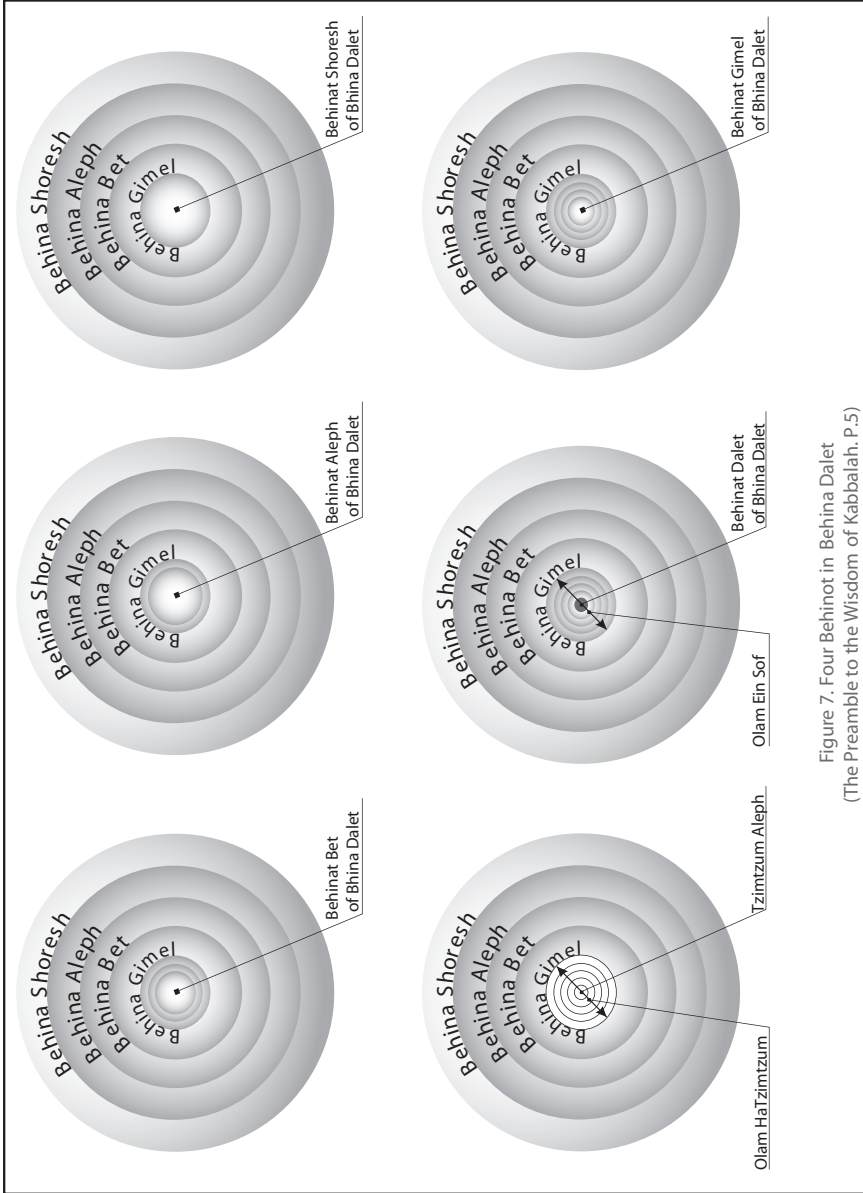 Behina Shoresh
Behina Aleph
Behina Bet
Behina Gimel
Behinat Bet
of Bhina Dalet
Behina Shoresh
Behina Aleph
Behina Bet
Behina Gimel
Behinat Aleph
of Bhina Dalet
Behina Shoresh
Behina Aleph
Behina Bet
Behina Gimel
Behinat Shoresh
of Bhina Dalet
Behina Shoresh
Behina Aleph
Behina Bet
Behina Gimel
Olam HaTzimtzum
Tzimtzum Aleph
Behina Shoresh
Behina Aleph
Behina Bet
Behina Gimel
Olam Ein Sof
Behinat Dalet
of Bhina Dalet
Behina Shoresh
Behina Aleph
Behina Bet
Behina Gimel
Behinat Gimel
of Bhina Dalet
Figure 7. Four Behinot in Behina Dalet
(The Preamble to the Wisdom of Kabbalah. P.5)